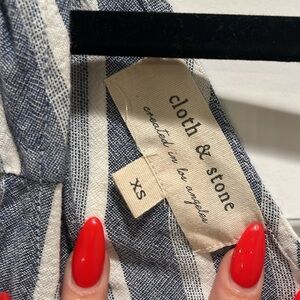 cloth & stone
created in los angeles
XS